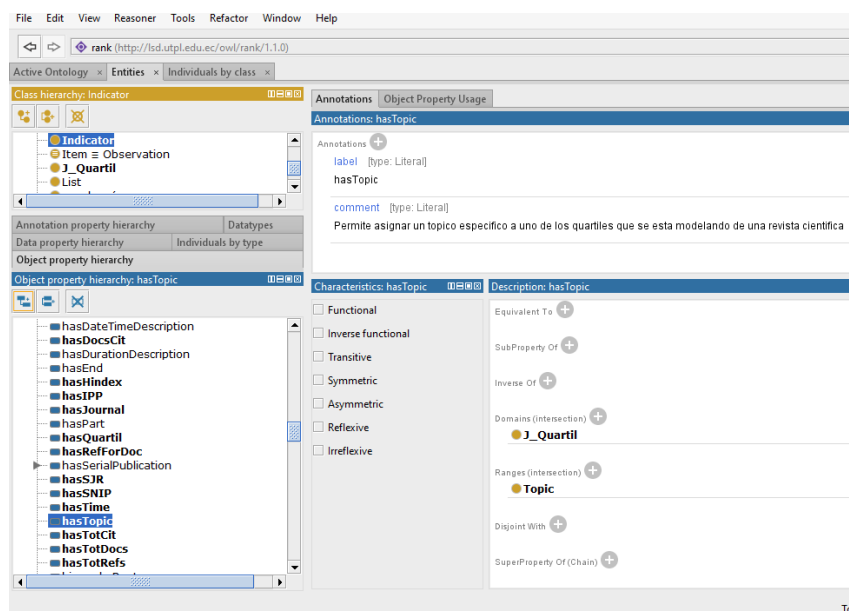 File Edit View Reasoner Tools Refactor Window Help
rank (http://lsd.utpl.edu.ec/owl/rank/1.1.0)
Active Ontology × Entities × Individuals by class ×
Class hierarchy: Indicator
Indicator
Item ≡ Observation
J_Quartil
List
Annotation property hierarchy Datatypes
Data property hierarchy Individuals by type
Object property hierarchy
Object property hierarchy: hasTopic
hasDateTimeDescription
hasDocsCit
hasDurationDescription
hasEnd
hasHindex
hasIPP
hasJournal
hasPart
hasQuartil
hasRefForDoc
hasSerialPublication
hasSJR
hasSNIP
hasTime
hasTopic
hasTotCit
hasTotDocs
hasTotRefs
Annotations Object Property Usage
Annotations: hasTopic
Annotations
label [type: Literal]
hasTopic
comment [type: Literal]
Permite asignar un topico especifico a uno de los quartiles que se esta modelando de una revista cientifica
Characteristics: hasTopic
Functional
Inverse functional
Transitive
Symmetric
Asymmetric
Reflexive
Irreflexive
Description: hasTopic
Equivalent To
SubProperty Of
Inverse Of
Domains (intersection)
J_Quartil
Ranges (intersection)
Topic
Disjoint With
SuperProperty Of (Chain)